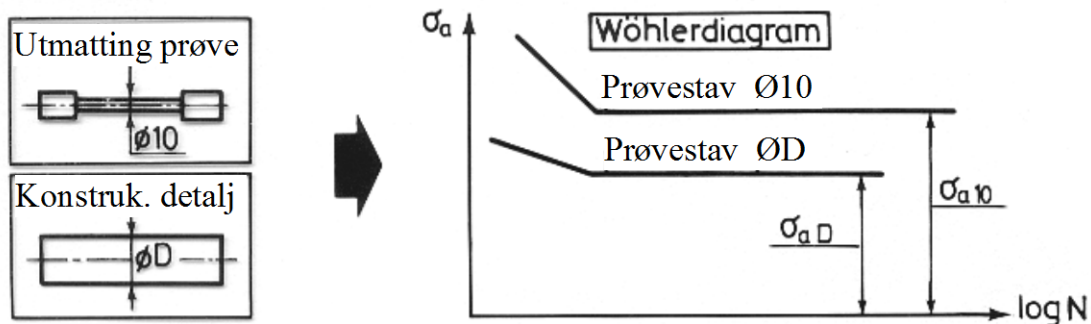 Utmatting prøve
ø10
Konstruk. detalj
øD
σa
Wöhlerdiagram
Prøvestav Ø10
Prøvestav ØD
σa D
σa 10
log N